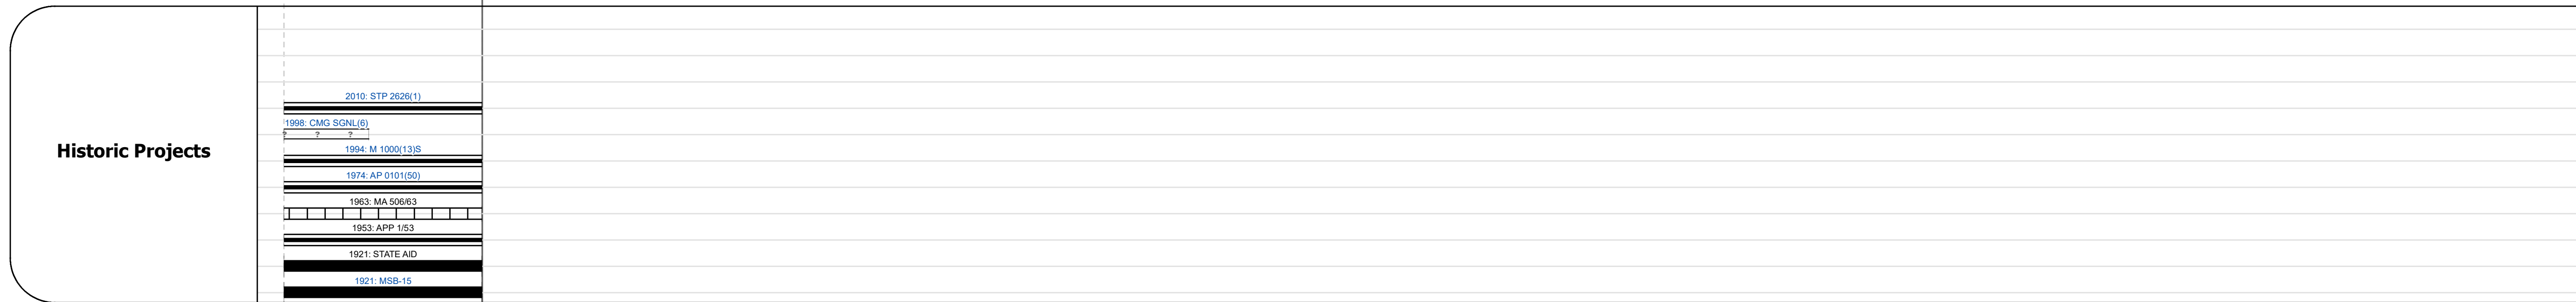 Historic Projects
2010: STP 2626(1)
1998: CMG SGNL(6)
? ? ?
1994: M 1000(13)S
1974: AP 0101(50)
1963: MA 506/63
1953: APP 1/53
1921: STATE AID
1921: MSB-15